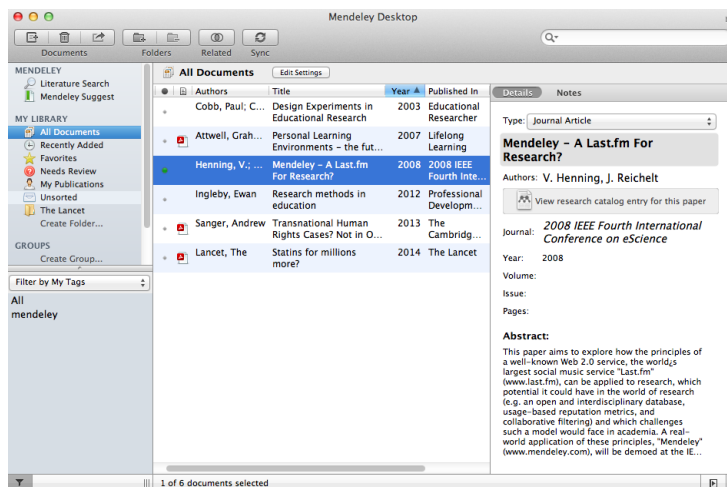 Mendeley Desktop
Documents
Folders
Related
Sync
MENDELEY
Literature Search
Mendeley Suggest
MY LIBRARY
All Documents
Recently Added
Favorites
Needs Review
My Publications
Unsorted
The Lancet
Create Folder...
GROUPS
Create Group...
Filter by My Tags
All
mendeley
All Documents Edit Settings
Authors Title Year Published In
Cobb, Paul; C... Design Experiments in 2003 Educational
Educational Research Researcher
Attwell, Grah... Personal Learning 2007 Lifelong
Environments – the fut... Learning
Henning, V.; ... Mendeley – A Last.fm 2008 2008 IEEE
For Research? Fourth Inte...
Ingleby, Ewan Research methods in 2012 Professional
education Developm...
Sanger, Andrew Transnational Human 2013 The
Rights Cases? Not in O... Cambridg...
Lancet, The Statins for millions 2014 The Lancet
more?
1 of 6 documents selected
Details Notes
Type: Journal Article
Mendeley – A Last.fm For
Research?
Authors: V. Henning, J. Reichelt
View research catalog entry for this paper
Journal: 2008 IEEE Fourth International
Conference on eScience
Year: 2008
Volume:
Issue:
Pages:
Abstract:
This paper aims to explore how the principles of
a well-known Web 2.0 service, the world¿s
largest social music service "Last.fm"
(www.last.fm), can be applied to research, which
potential it could have in the world of research
(e.g. an open and interdisciplinary database,
usage-based reputation metrics, and
collaborative filtering) and which challenges
such a model would face in academia. A real-
world application of these principles, "Mendeley"
(www.mendeley.com), will be demoed at the IE...